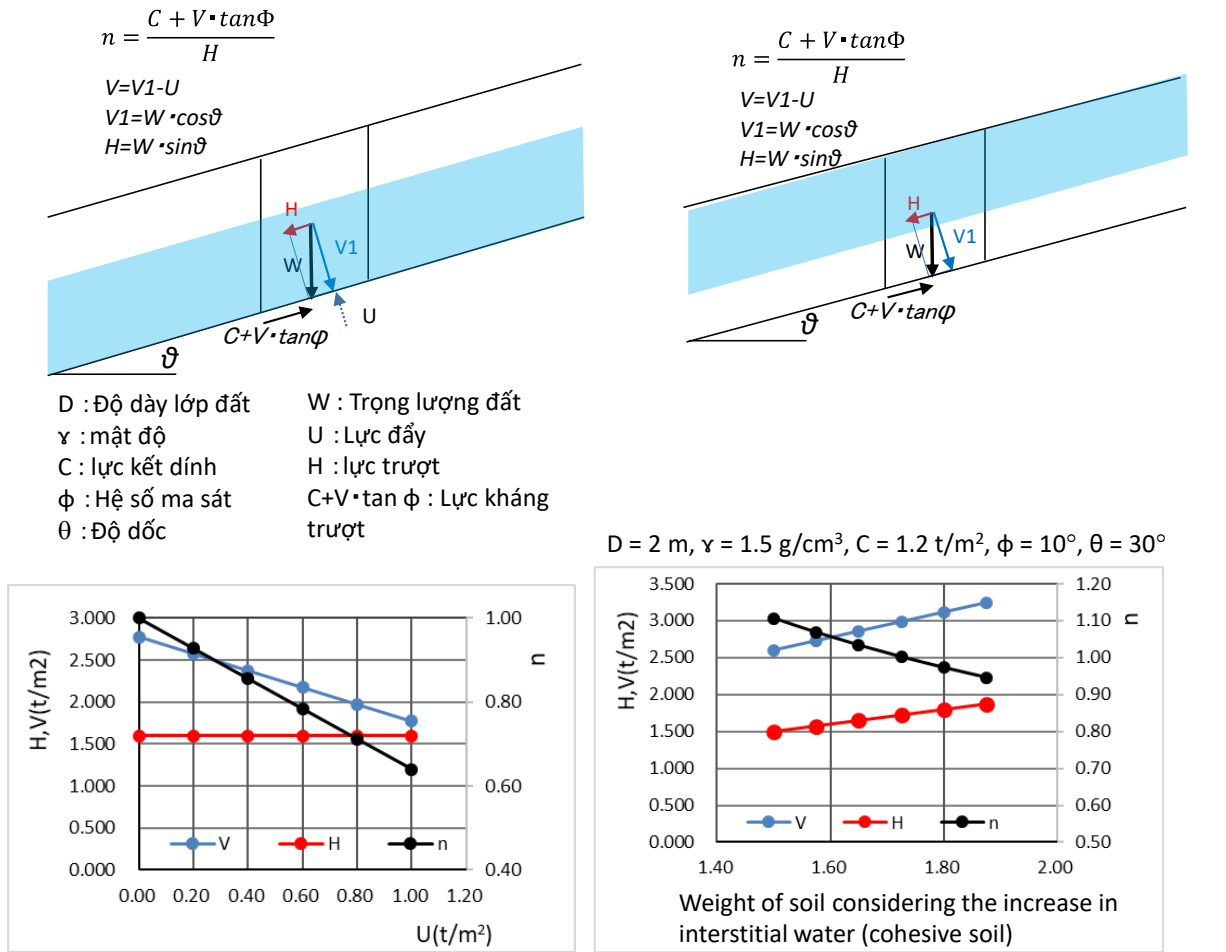 n = (C + V▪tanΦ) / H
V=V1-U
V1=W▪cosθ
H=W▪sinθ
H
V1
W
U
C+V▪tanφ
ϑ
n = (C + V▪tanΦ) / H
V=V1-U
V1=W▪cosθ
H=W▪sinθ
H
V1
W
C+V▪tanφ
ϑ
D : Độ dày lớp đất
ɤ : mật độ
C : lực kết dính
ϕ : Hệ số ma sát
θ : Độ dốc
W : Trọng lượng đất
U : Lực đẩy
H : lực trượt
C+V▪tan ϕ : Lực kháng
trượt
D = 2 m, ɤ = 1.5 g/cm³, C = 1.2 t/m², ϕ = 10°, θ = 30°
H,V(t/m2)
3.000
2.500
2.000
1.500
1.000
0.500
0.000
1.00
0.80
0.60
0.40
n
V H n
0.00 0.20 0.40 0.60 0.80 1.00 1.20
U(t/m²)
H,V(t/m2)
3.500
3.000
2.500
2.000
1.500
1.000
0.500
0.000
1.20
1.10
1.00
0.90
0.80
0.70
0.60
0.50
n
V H n
1.40 1.60 1.80 2.00
Weight of soil considering the increase in
interstitial water (cohesive soil)